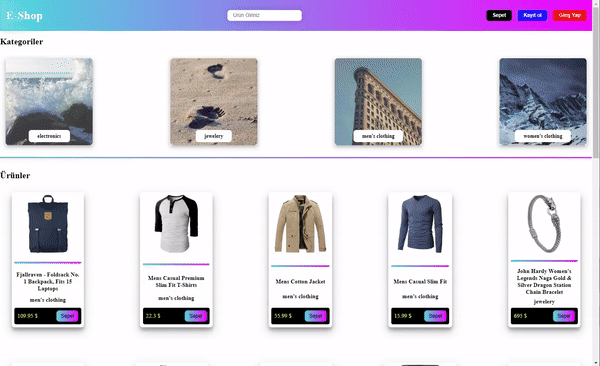 E-Shop
Ürün Giriniz
Sepet
Kayıt ol
Giriş Yap
Kategoriler
electronics
jewelery
men's clothing
women's clothing
Ürünler
Fjallraven - Foldsack No.
1 Backpack, Fits 15
Laptops
men's clothing
109.95 $
Sepet
Mens Casual Premium
Slim Fit T-Shirts
men's clothing
22.3 $
Sepet
Mens Cotton Jacket
men's clothing
55.99 $
Sepet
Mens Casual Slim Fit
men's clothing
15.99 $
Sepet
John Hardy Women's
Legends Naga Gold &
Silver Dragon Station
Chain Bracelet
jewelery
695 $
Sepet